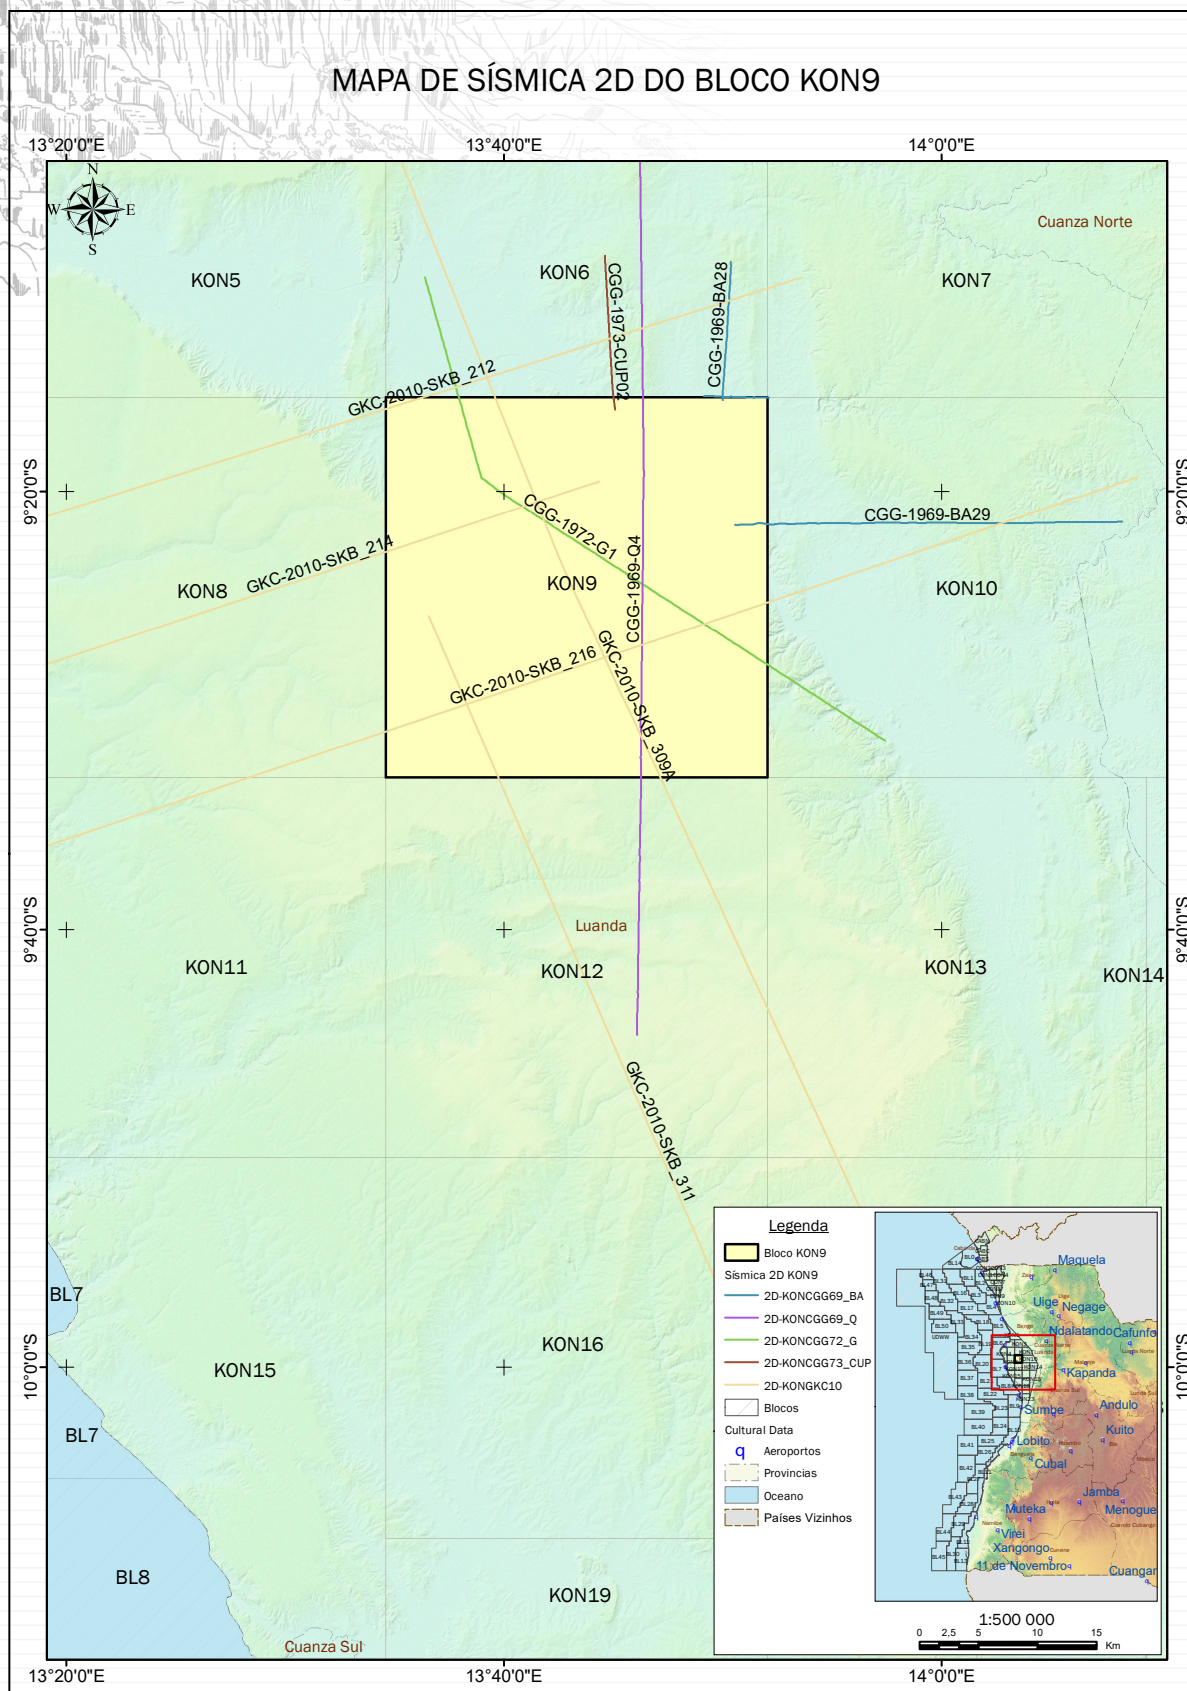 MAPA DE SÍSMICA 2D DO BLOCO KON9
13°20'0"E
13°40'0"E
14°0'0"E
N
W
E
S
Cuanza Norte
KON5
KON6
KON7
CGG-1973-CUP02
CGG-1969-BA28
GKC-2010-SKB_212
9°20'0"S
9°20'0"S
CGG-1972-G1
CGG-1969-BA29
GKC-2010-SKB_214
CGG-1969-Q4
KON8
KON9
KON10
GKC-2010-SKB_216
GKC-2010-SKB_309A
9°40'0"S
9°40'0"S
Luanda
KON11
KON12
KON13
KON14
GKC-2010-SKB_311
BL7
KON15
KON16
10°0'0"S
10°0'0"S
BL7
BL8
KON19
Cuanza Sul
Legenda
Bloco KON9
Sísmica 2D KON9
2D-KONCGG69_BA
2D-KONCGG69_Q
2D-KONCGG72_G
2D-KONCGG73_CUP
2D-KONGKC10
Blocos
Cultural Data
q Aeroportos
Provincias
Oceano
Países Vizinhos
Maquela
Uige
Negage
Ndalatando
Cafunfo
Kapanda
Sumbe
Andulo
Kuito
Lobito
Cubal
Jamba
Muteka
Menogue
Virei
Xangongo
11 de Novembro
Cuangar
1:500 000
0 2,5 5 10 15
Km
13°20'0"E
13°40'0"E
14°0'0"E